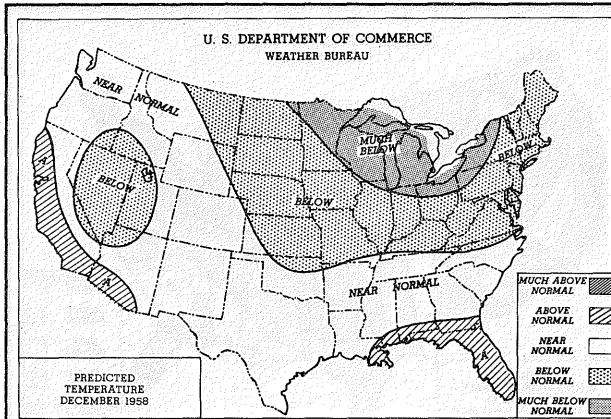 U. S. DEPARTMENT OF COMMERCE
WEATHER BUREAU
NEAR NORMAL
MUCH
BELOW
BELOW
A
BELOW
BELOW
A
NEAR NORMAL
A
MUCH ABOVE
NORMAL
ABOVE
NORMAL
NEAR
NORMAL
BELOW
NORMAL
MUCH BELOW
NORMAL
PREDICTED
TEMPERATURE
DECEMBER 1958